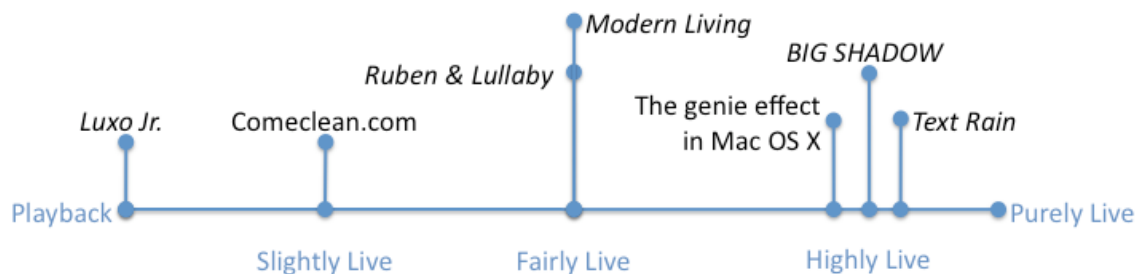 Modern Living
BIG SHADOW
Ruben & Lullaby
The genie effect
in Mac OS X
Luxo Jr.
Comeclean.com
Text Rain
Playback
Purely Live
Slightly Live
Fairly Live
Highly Live